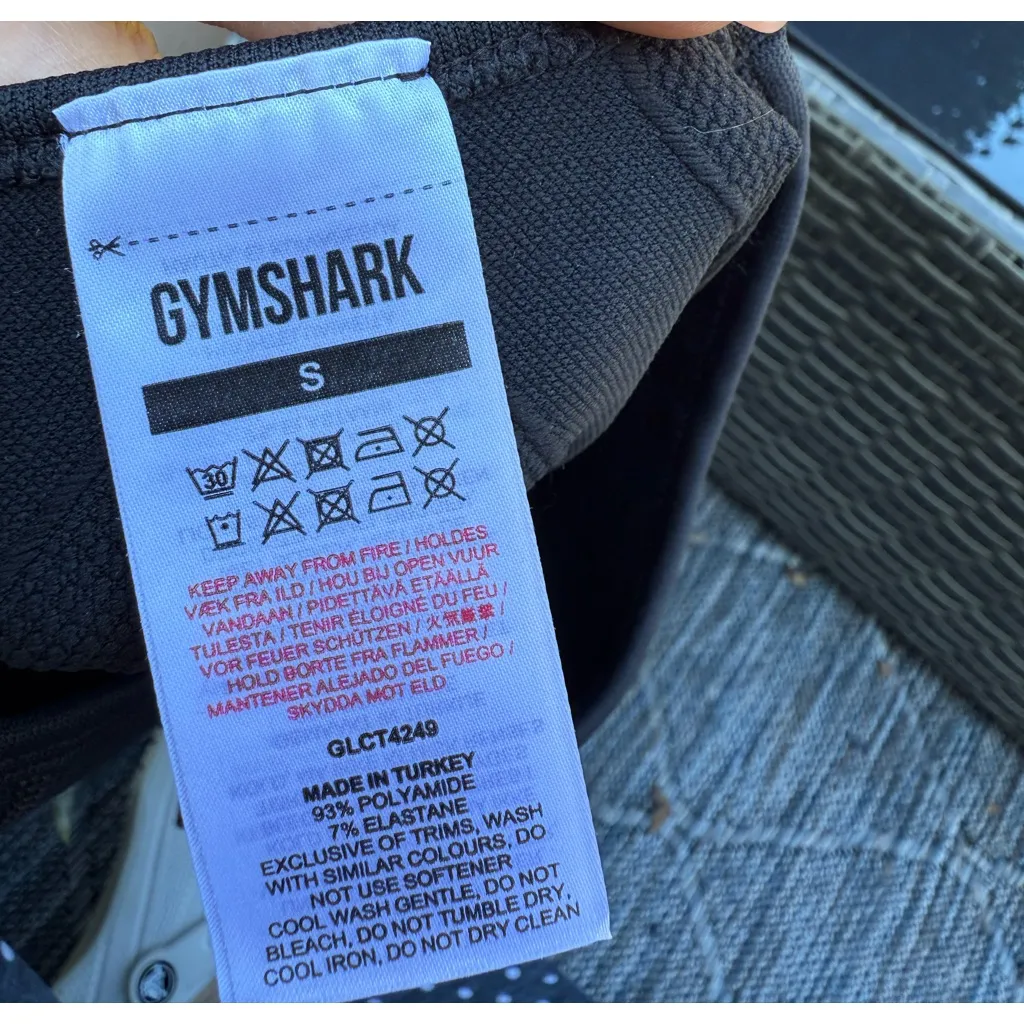 GYMSHARK
S
30
KEEP AWAY FROM FIRE / HOLDES
VÆK FRA ILD / HOU BIJ OPEN VUUR
VANDAAN / PIDETTÄVÄ ETÄÄLLÄ
TULESTA / TENIR ÉLOIGNÉ DU FEU /
VOR FEUER SCHÜTZEN / 火気厳禁 /
HOLD BORTE FRA FLAMMER /
MANTENER ALEJADO DEL FUEGO /
SKYDDA MOT ELD
GLCT4249
MADE IN TURKEY
93% POLYAMIDE
7% ELASTANE
EXCLUSIVE OF TRIMS, WASH
WITH SIMILAR COLOURS, DO
NOT USE SOFTENER
COOL WASH GENTLE, DO NOT
BLEACH, DO NOT TUMBLE DRY,
COOL IRON, DO NOT DRY CLEAN